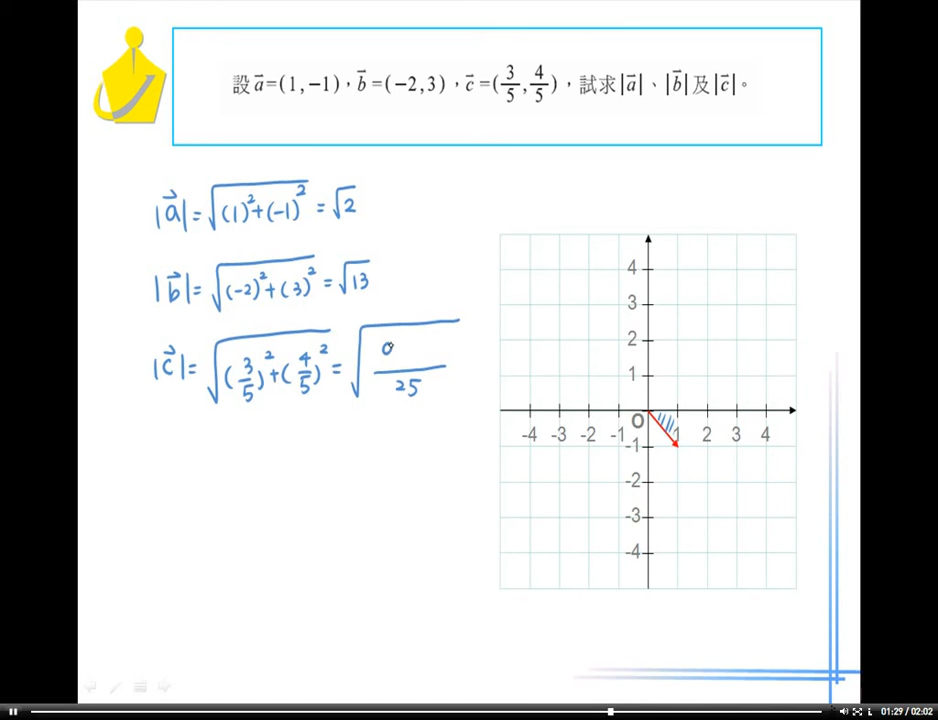 設 a⃗=(1,−1),b⃗=(−2,3),c⃗=(3/5,4/5),試求|a⃗|、|b⃗|及|c⃗|。
|a⃗|=√((1)²+(-1)²)=√2
|b⃗|=√((-2)²+(3)²)=√13
|c⃗|=√((3/5)²+(4/5)²)=√( /25)
4
3
2
1
O
-4 -3 -2 -1 1 2 3 4
-1
-2
-3
-4
01:29 / 02:02